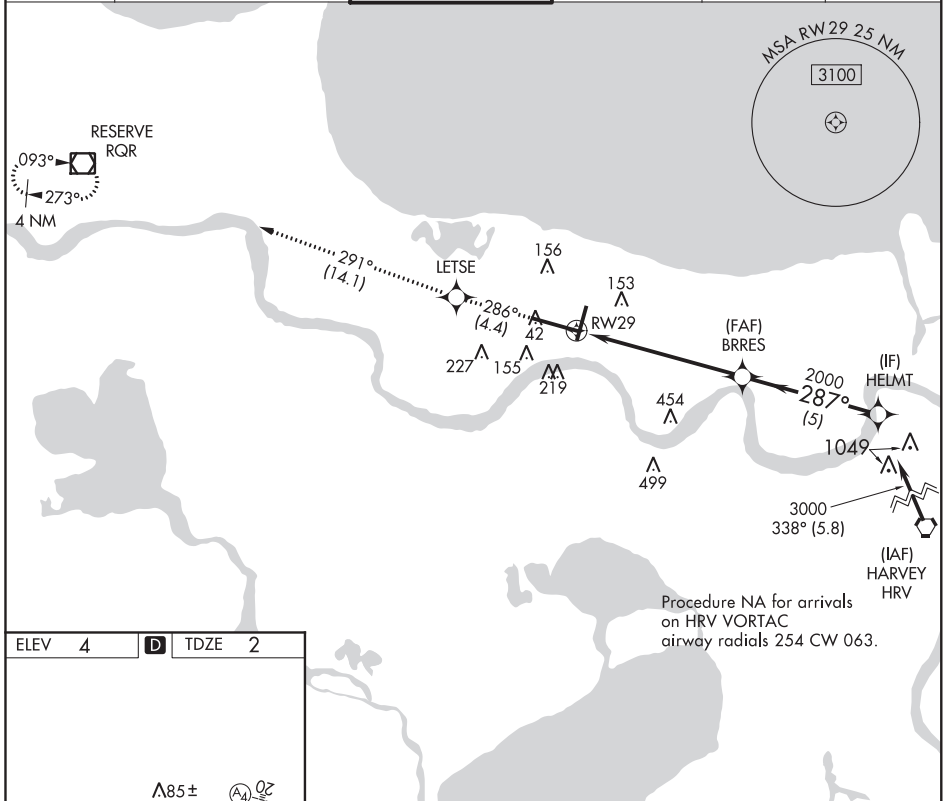 MSA RW29 25 NM
3100
RESERVE
RQR
093°
273°
4 NM
291°
(14.1)
LETSE
286°
(4.4)
156
153
42
RW29
227
155
219
(FAF)
BRRES
(IF)
HELMT
2000
287°
(5)
454
499
1049
3000
338° (5.8)
(IAF)
HARVEY
HRV
Procedure NA for arrivals
on HRV VORTAC
airway radials 254 CW 063.
ELEV 4 D TDZE 2
85±
A4 20